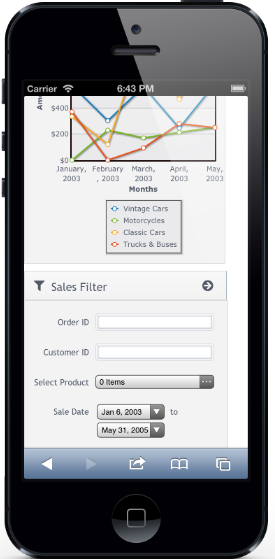 Carrier 6:43 PM
Am
$400
$200
$0
January, 2003 February, 2003 March, 2003 April, 2003 May, 2003
Months
Vintage Cars
Motorcycles
Classic Cars
Trucks & Buses
Sales Filter
Order ID
Customer ID
Select Product 0 Items ...
Sale Date Jan 6, 2003 to
May 31, 2005